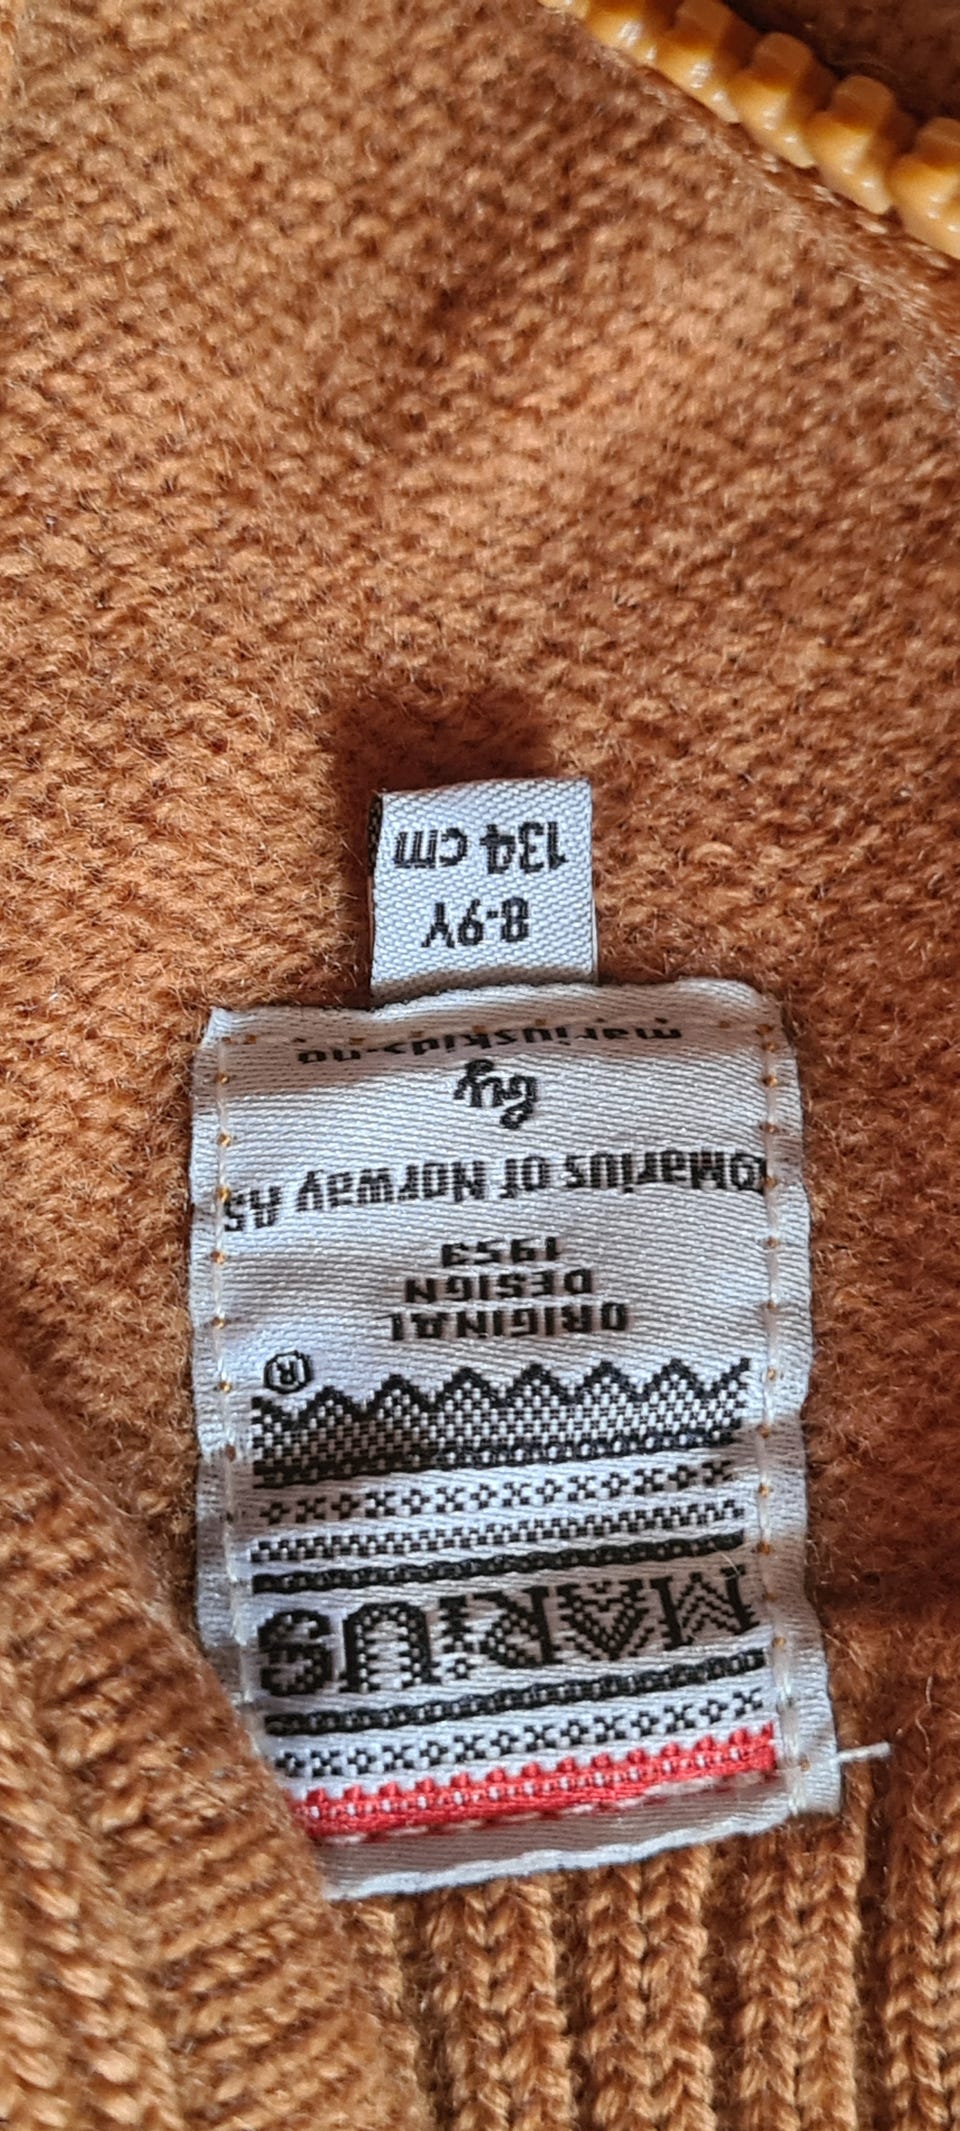 MARIUS
®
ORIGINAL
DESIGN
1953
©Marius of Norway AS
by
mariuskids.no
8-9Y
134 cm